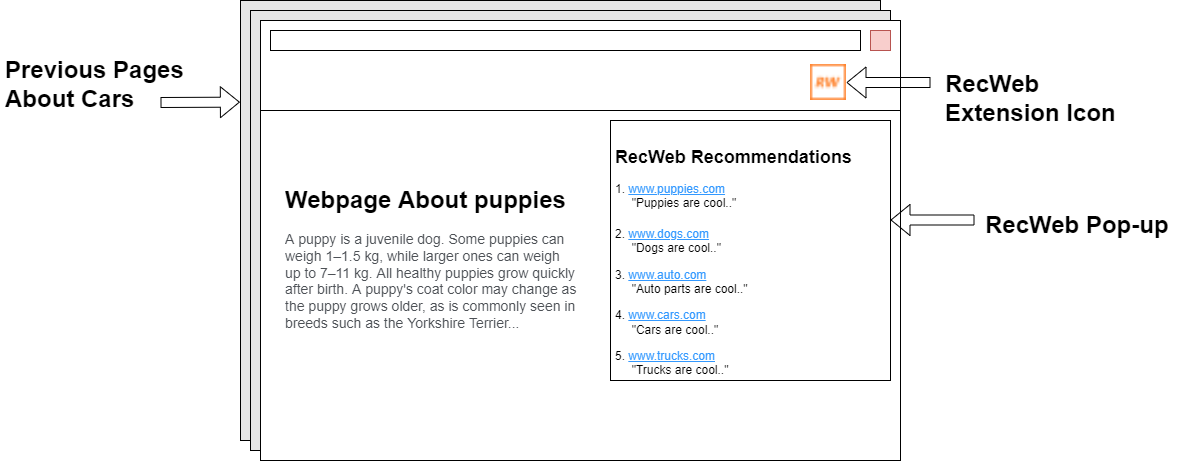 Previous Pages
About Cars
RW
RecWeb
Extension Icon
Webpage About puppies
A puppy is a juvenile dog. Some puppies can
weigh 1–1.5 kg, while larger ones can weigh
up to 7–11 kg. All healthy puppies grow quickly
after birth. A puppy's coat color may change as
the puppy grows older, as is commonly seen in
breeds such as the Yorkshire Terrier...
RecWeb Recommendations
1. www.puppies.com
"Puppies are cool.."
2. www.dogs.com
"Dogs are cool.."
3. www.auto.com
"Auto parts are cool.."
4. www.cars.com
"Cars are cool.."
5. www.trucks.com
"Trucks are cool.."
RecWeb Pop-up